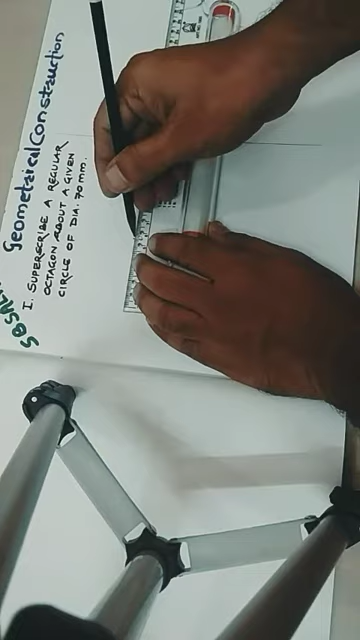 Geometrical Construction
1. SUPERSCRIBE A REGULAR
OCTAGON ABOUT A GIVEN
CIRCLE OF DIA. 70 mm.